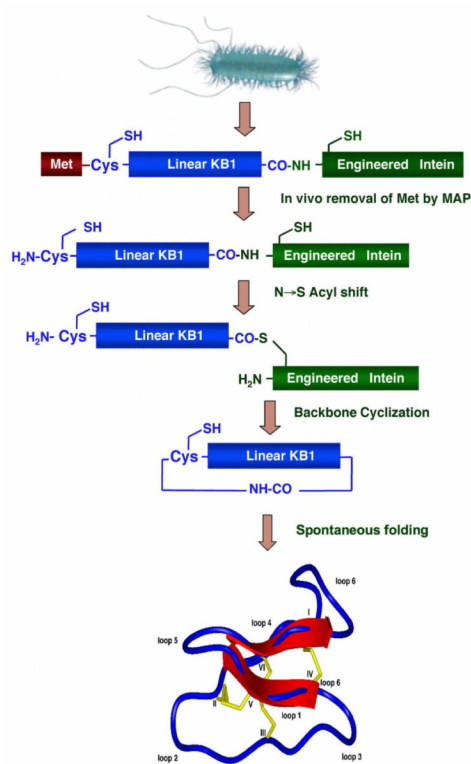 SH
Met Cys Linear KB1 CO-NH Engineered Intein
In vivo removal of Met by MAP
SH SH
H₂N-Cys Linear KB1 CO-NH Engineered Intein
N→S Acyl shift
SH
H₂N- Cys Linear KB1 CO-S
H₂N Engineered Intein
Backbone Cyclization
SH
Cys Linear KB1
NH-CO
Spontaneous folding
loop 6
I
loop 4
loop 5
VI
IV
loop 6
II
V
loop 1
III
loop 2
loop 3